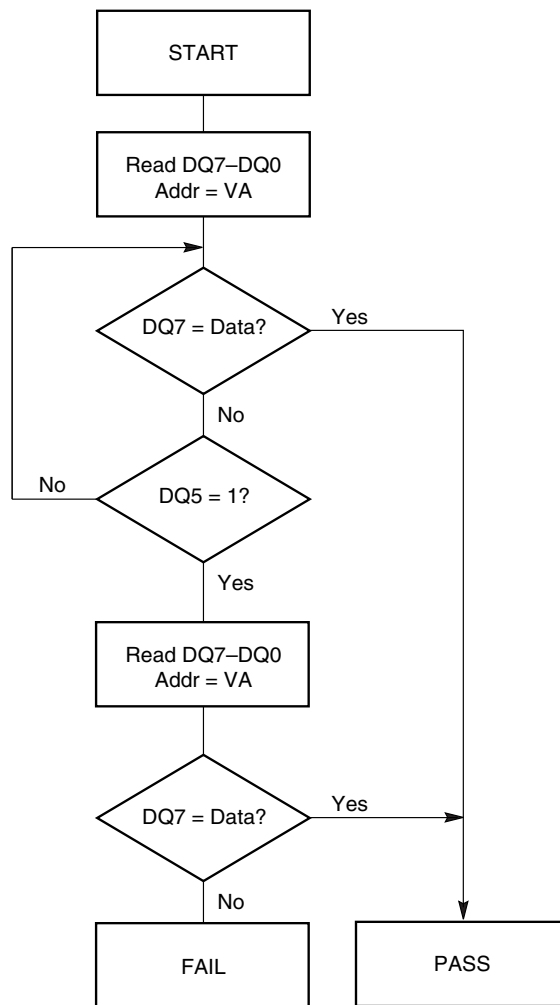 START
Read DQ7–DQ0
Addr = VA
DQ7 = Data?
Yes
No
DQ5 = 1?
No
Yes
Read DQ7–DQ0
Addr = VA
DQ7 = Data?
Yes
No
FAIL
PASS